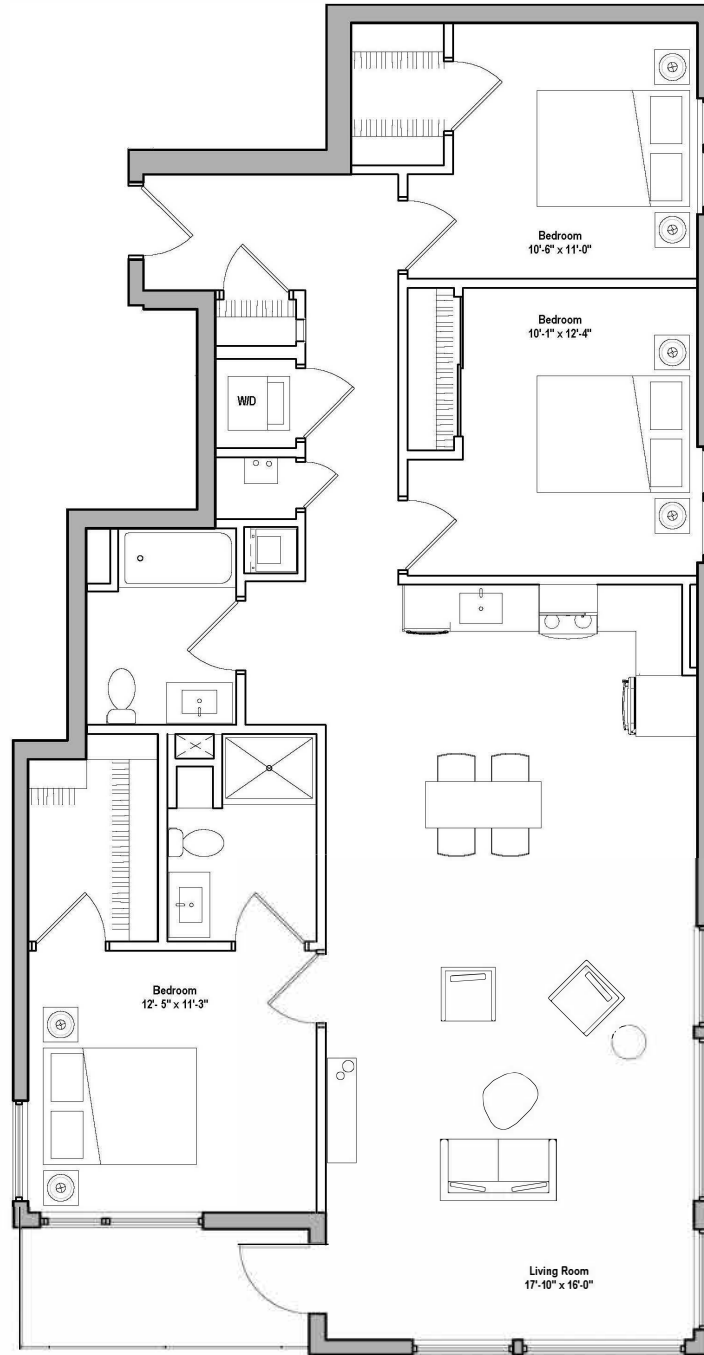 Bedroom
10'-6" x 11'-0"
Bedroom
10'-1" x 12'-4"
W/D
Bedroom
12'- 5" x 11'-3"
Living Room
17'-10" x 16'-0"